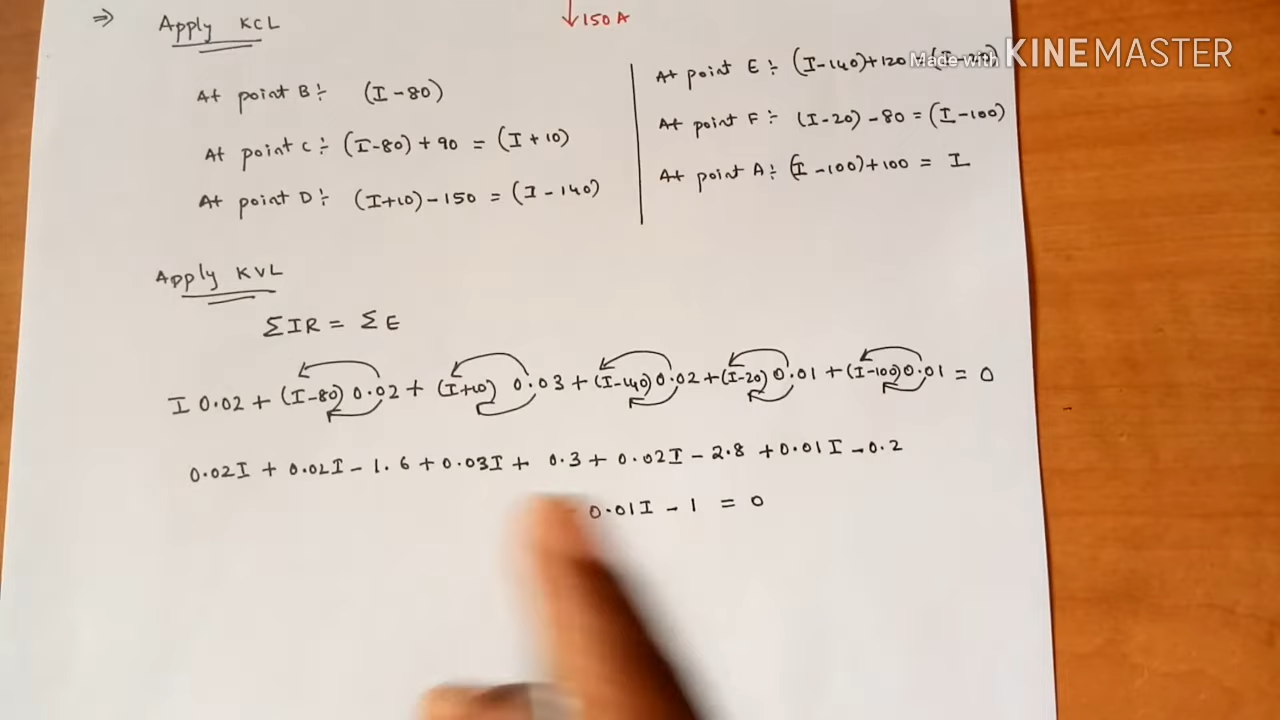 ⇒ Apply KCL
↓150 A
At point B :- (I-80)
At point C :- (I-80) + 90 = (I + 10)
At point D :- (I+10) - 150 = (I - 140)
At point E :- (I-140)+120
At point F :- (I-20) - 80 = (I-100)
At point A :- (I-100)+100 = I
Made with KINEMASTER
Apply KVL
ΣIR = ΣE
I 0.02 + (I-80) 0.02 + (I+10) 0.03 + (I-140) 0.02 + (I-20) 0.01 + (I-100) 0.01 = 0
0.02I + 0.02I - 1.6 + 0.03I + 0.3 + 0.02I - 2.8 + 0.01I - 0.2
0.01I - 1 = 0